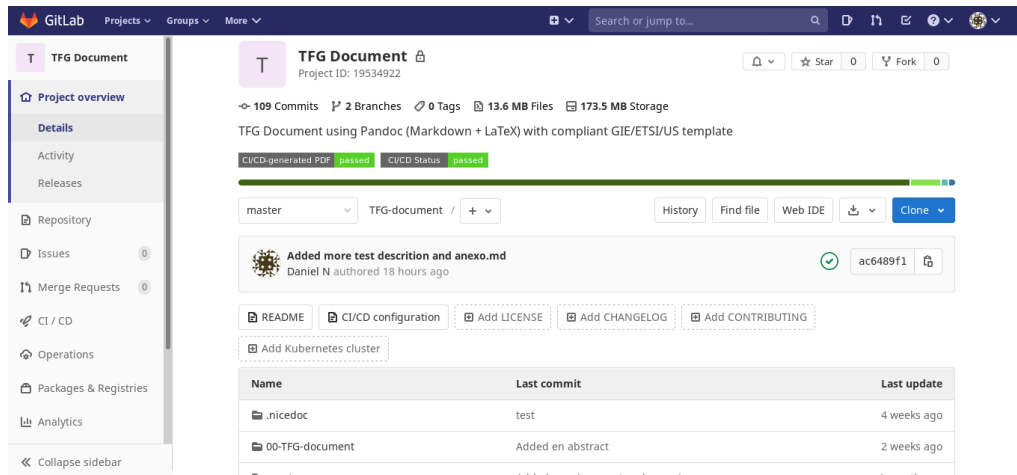 GitLab Projects Groups More Search or jump to...
T TFG Document
Project overview
Details
Activity
Releases
Repository
Issues 0
Merge Requests 0
CI / CD
Operations
Packages & Registries
Analytics
Collapse sidebar
T
TFG Document
Project ID: 19534922
Star 0 Fork 0
109 Commits 2 Branches 0 Tags 13.6 MB Files 173.5 MB Storage
TFG Document using Pandoc (Markdown + LaTeX) with compliant GIE/ETSI/US template
CI/CD-generated PDF passed CI/CD Status passed
master TFG-document / + History Find file Web IDE Clone
Added more test descrition and anexo.md
Daniel N authored 18 hours ago
ac6489f1
README CI/CD configuration Add LICENSE Add CHANGELOG Add CONTRIBUTING
Add Kubernetes cluster
Name Last commit Last update
.nicedoc test 4 weeks ago
00-TFG-document Added en abstract 2 weeks ago